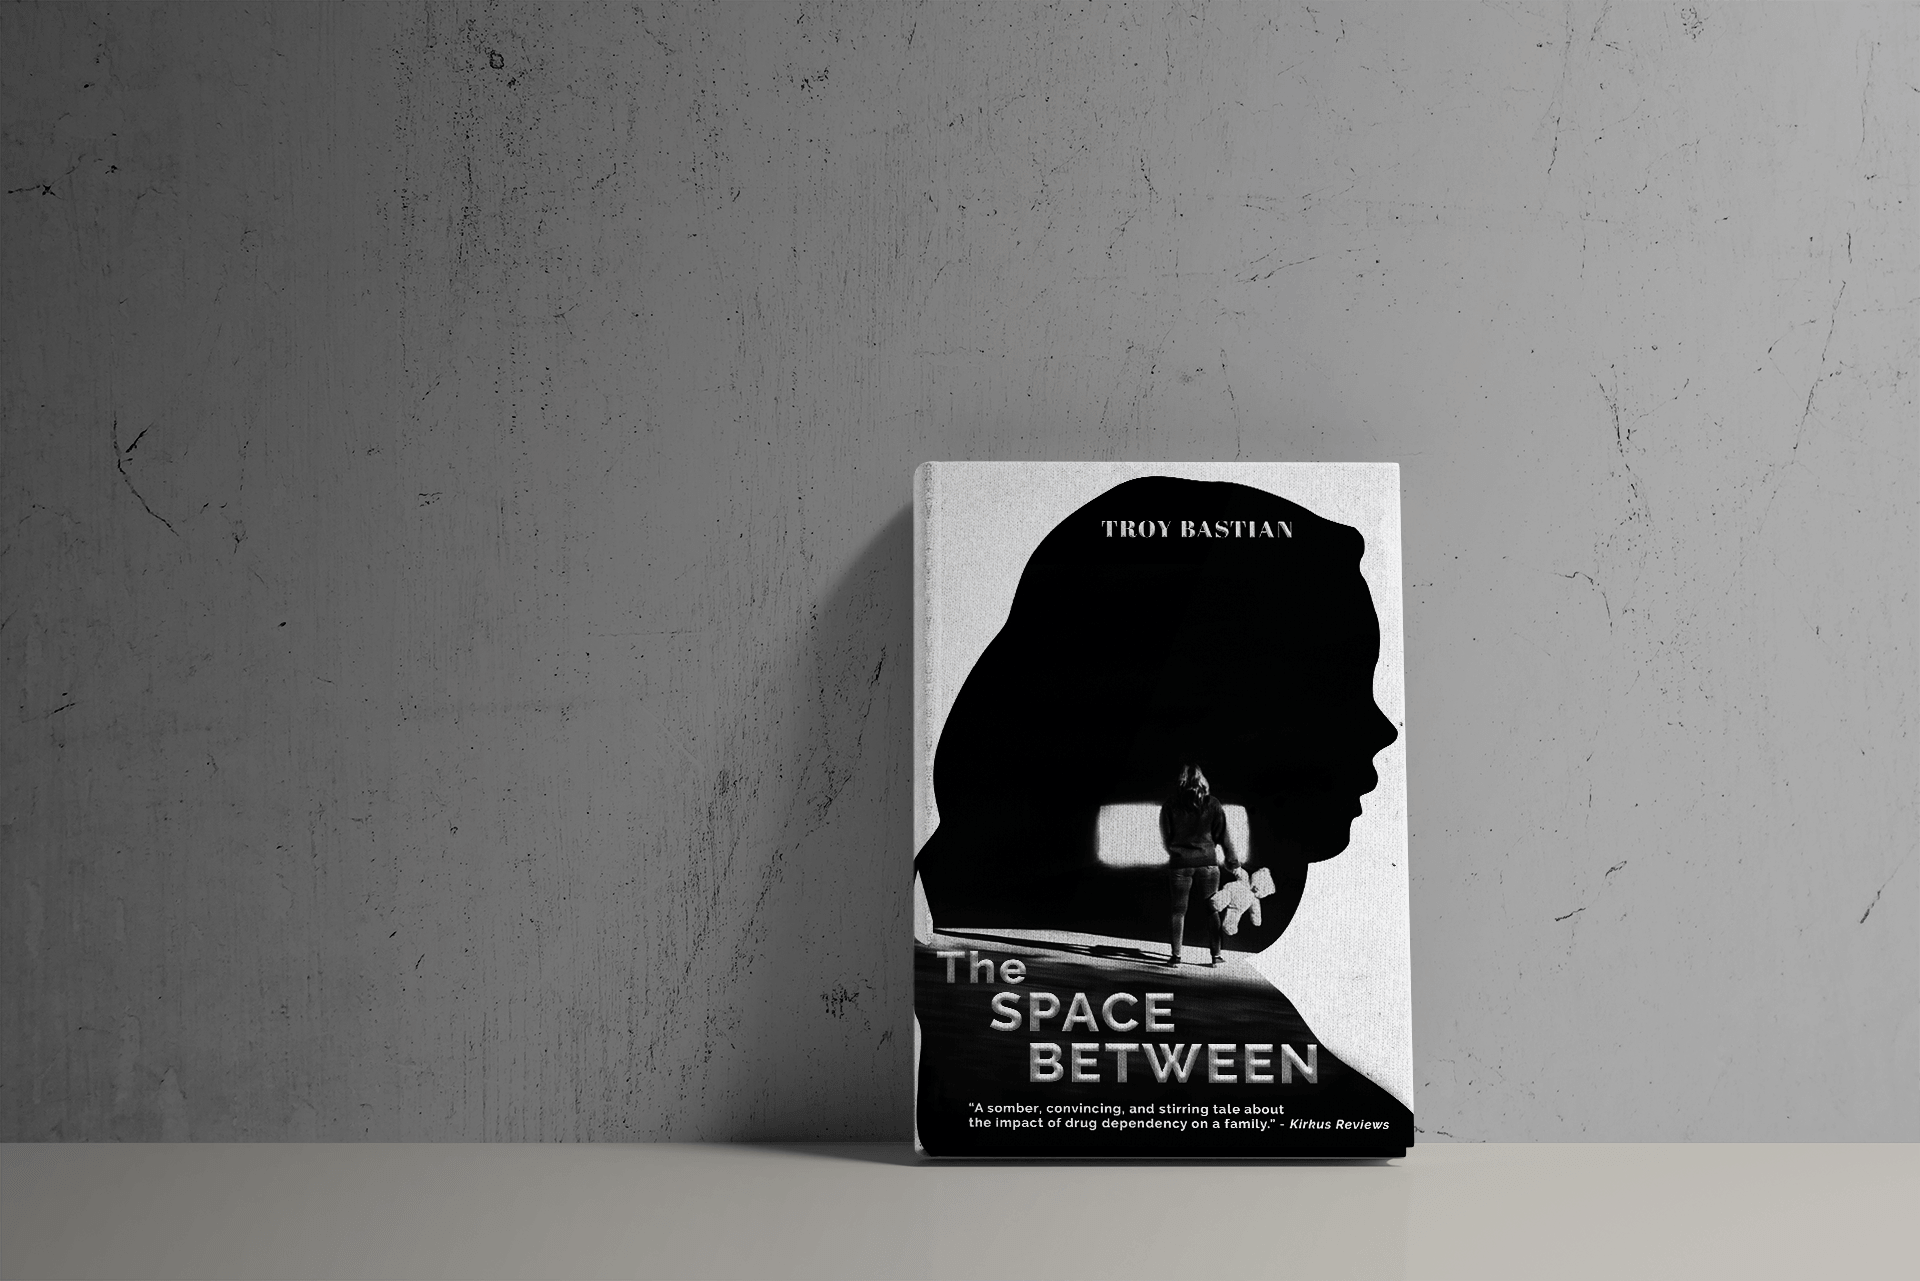 TROY BASTIAN
The
SPACE
BETWEEN
“A somber, convincing, and stirring tale about
the impact of drug dependency on a family.” - Kirkus Reviews